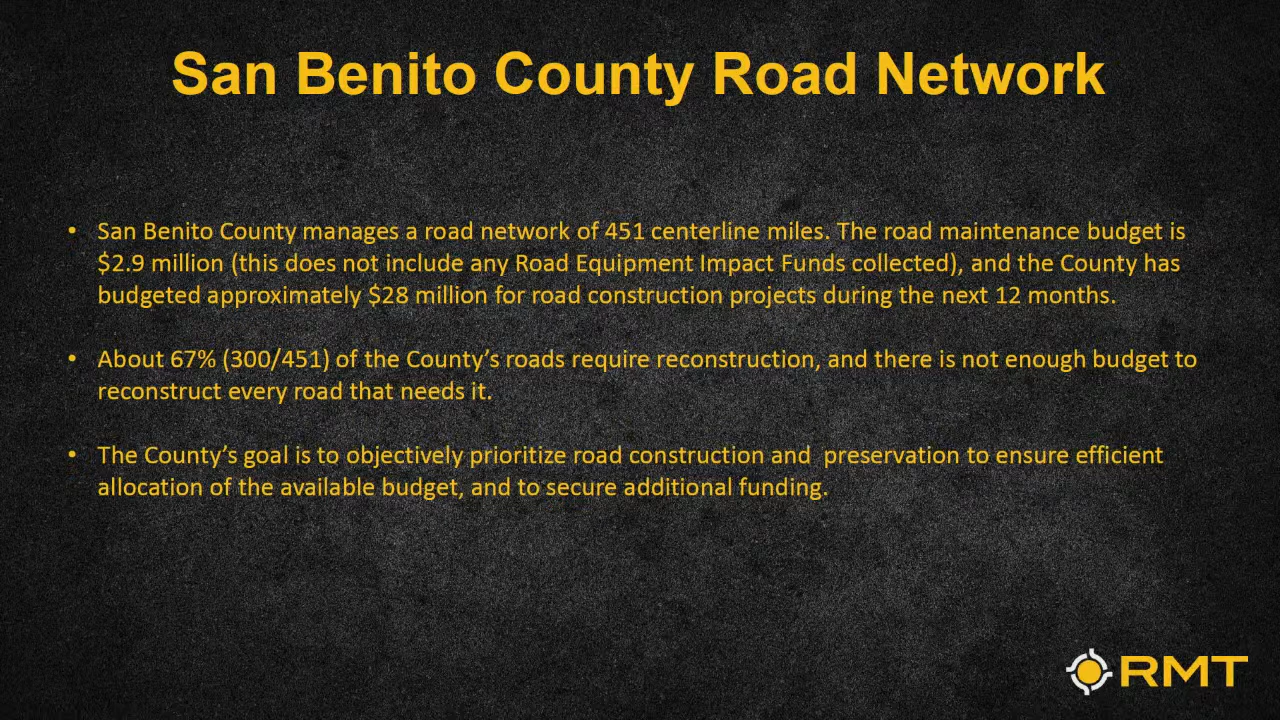 San Benito County Road Network
• San Benito County manages a road network of 451 centerline miles. The road maintenance budget is
$2.9 million (this does not include any Road Equipment Impact Funds collected), and the County has
budgeted approximately $28 million for road construction projects during the next 12 months.
• About 67% (300/451) of the County’s roads require reconstruction, and there is not enough budget to
reconstruct every road that needs it.
• The County’s goal is to objectively prioritize road construction and  preservation to ensure efficient
allocation of the available budget, and to secure additional funding.
RMT